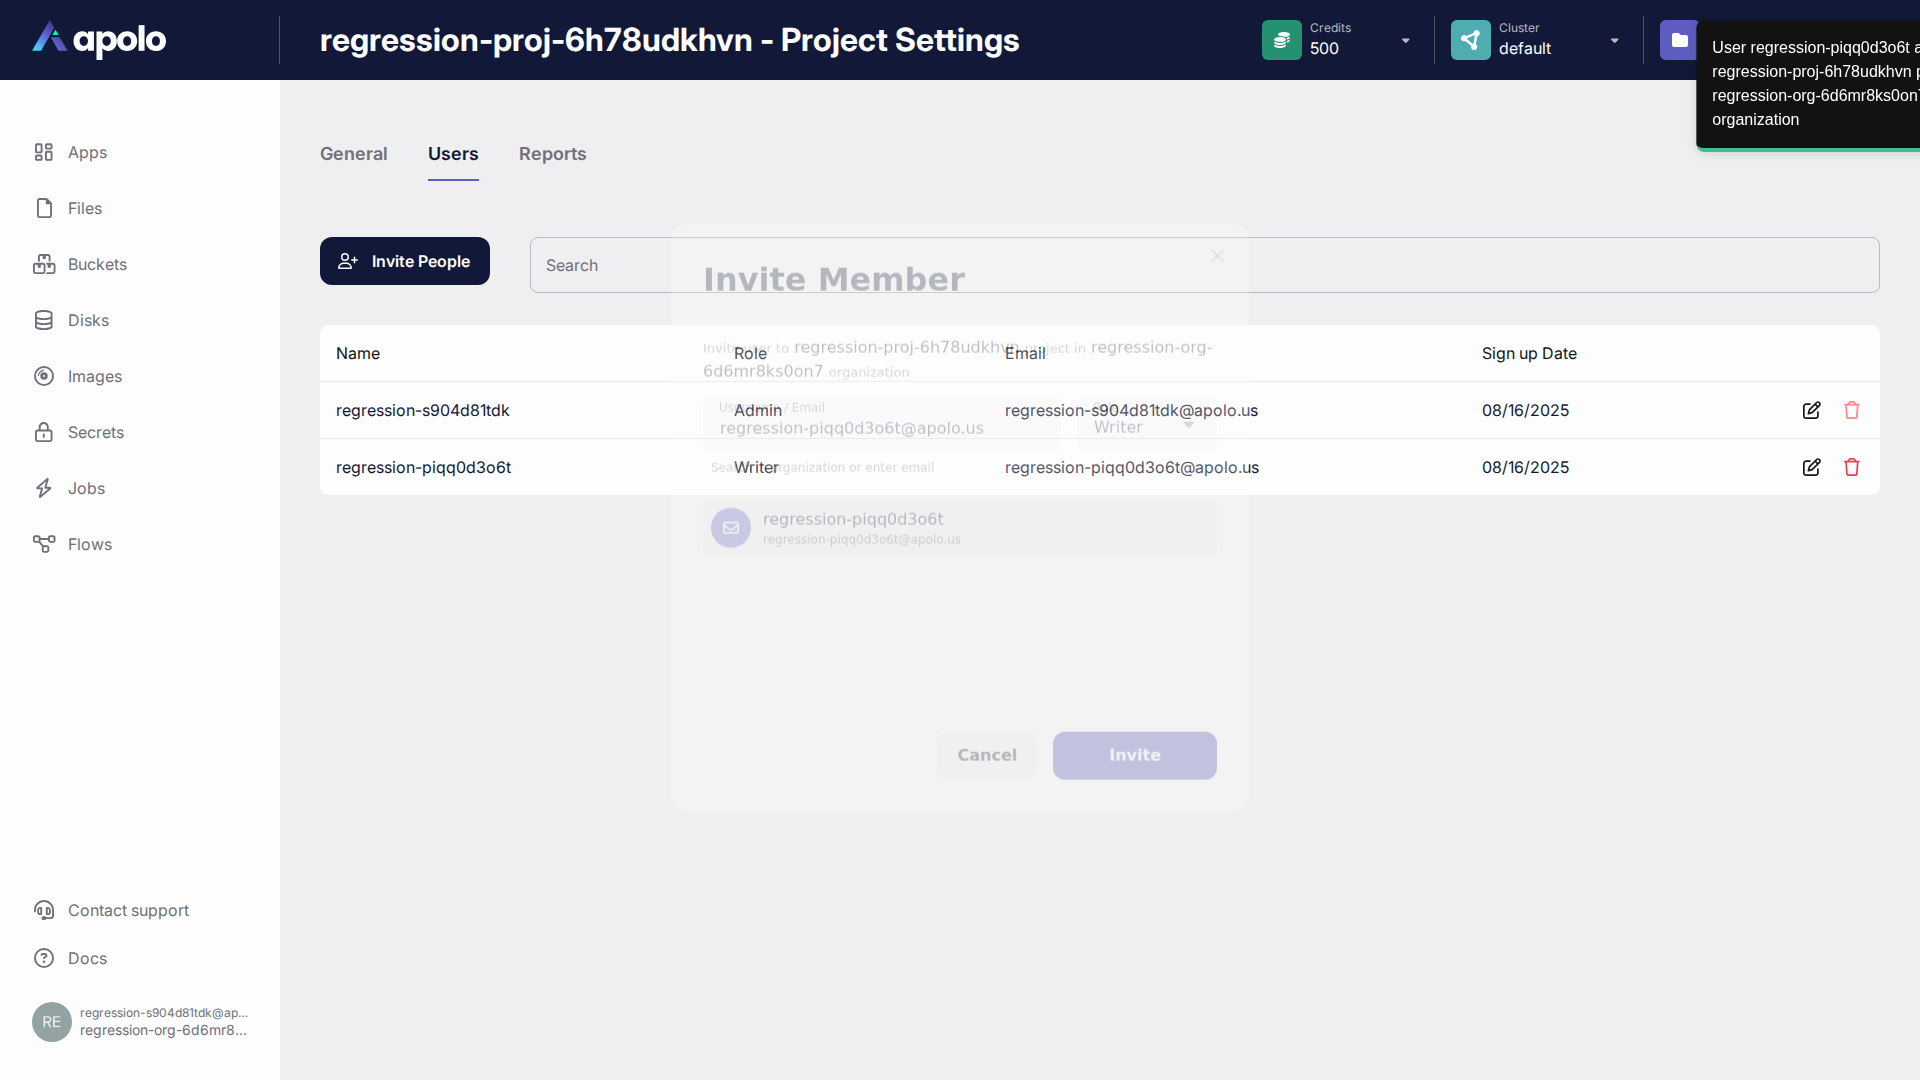 apolo
regression-proj-6h78udkhvn - Project Settings
Credits
500
Cluster
default
User regression-piqq0d3o6t
regression-proj-6h78udkhvn
regression-org-6d6mr8ks0on7
organization
Apps
Files
Buckets
Disks
Images
Secrets
Jobs
Flows
Contact support
Docs
RE
regression-s904d81tdk@ap...
regression-org-6d6mr8...
General
Users
Reports
Invite People
Search
Name
Role
Email
Sign up Date
regression-s904d81tdk
Admin
regression-s904d81tdk@apolo.us
08/16/2025
regression-piqq0d3o6t
Writer
regression-piqq0d3o6t@apolo.us
08/16/2025
Invite Member
Invite user to regression-proj-6h78udkhvn project in regression-org-
6d6mr8ks0on7 organization
Username / Email
regression-piqq0d3o6t@apolo.us
Writer
organization or enter email
regression-piqq0d3o6t
regression-piqq0d3o6t@apolo.us
Cancel
Invite